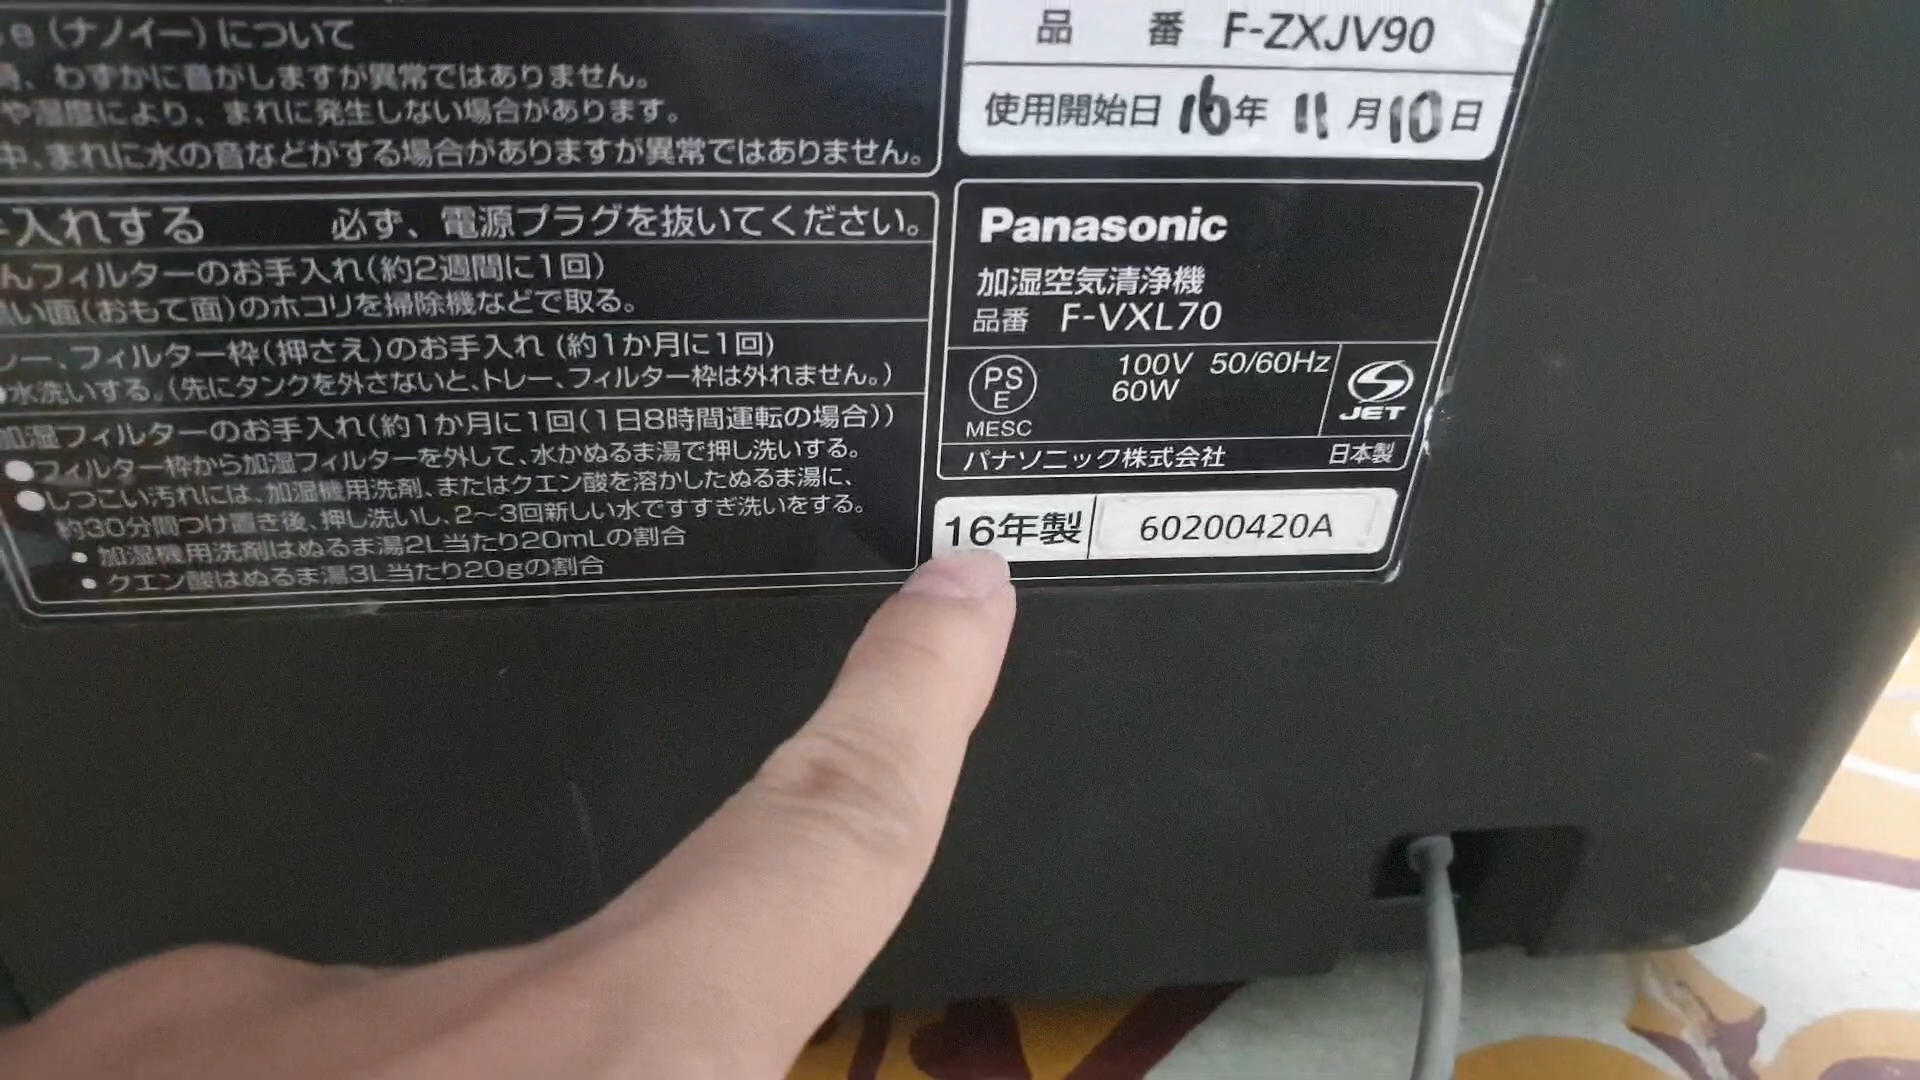 e（ナノイー）について
、わずかに音がしますが異常ではありません。
や湿度により、まれに発生しない場合があります。
中、まれに水の音などがする場合がありますが異常ではありません。
手入れする 必ず、電源プラグを抜いてください。
んフィルターのお手入れ（約2週間に1回）
黒い面（おもて面）のホコリを掃除機などで取る。
レー、フィルター枠（押さえ）のお手入れ（約1か月に1回）
●水洗いする。（先にタンクを外さないと、トレー、フィルター枠は外れません。）
加湿フィルターのお手入れ（約1か月に1回（1日8時間運転の場合））
●フィルター枠から加湿フィルターを外して、水かぬるま湯で押し洗いする。
●しつこい汚れには、加湿機用洗剤、またはクエン酸を溶かしたぬるま湯に、
約30分間つけ置き後、押し洗いし、2〜3回新しい水ですすぎ洗いをする。
• 加湿機用洗剤はぬるま湯2L当たり20mLの割合
• クエン酸はぬるま湯3L当たり20gの割合
品 番 F-ZXJV90
使用開始日 16年 11月10日
Panasonic
加湿空気清浄機
品番 F-VXL70
PS
E
MESC
100V 50/60Hz
60W
JET
パナソニック株式会社 日本製
16年製 60200420A